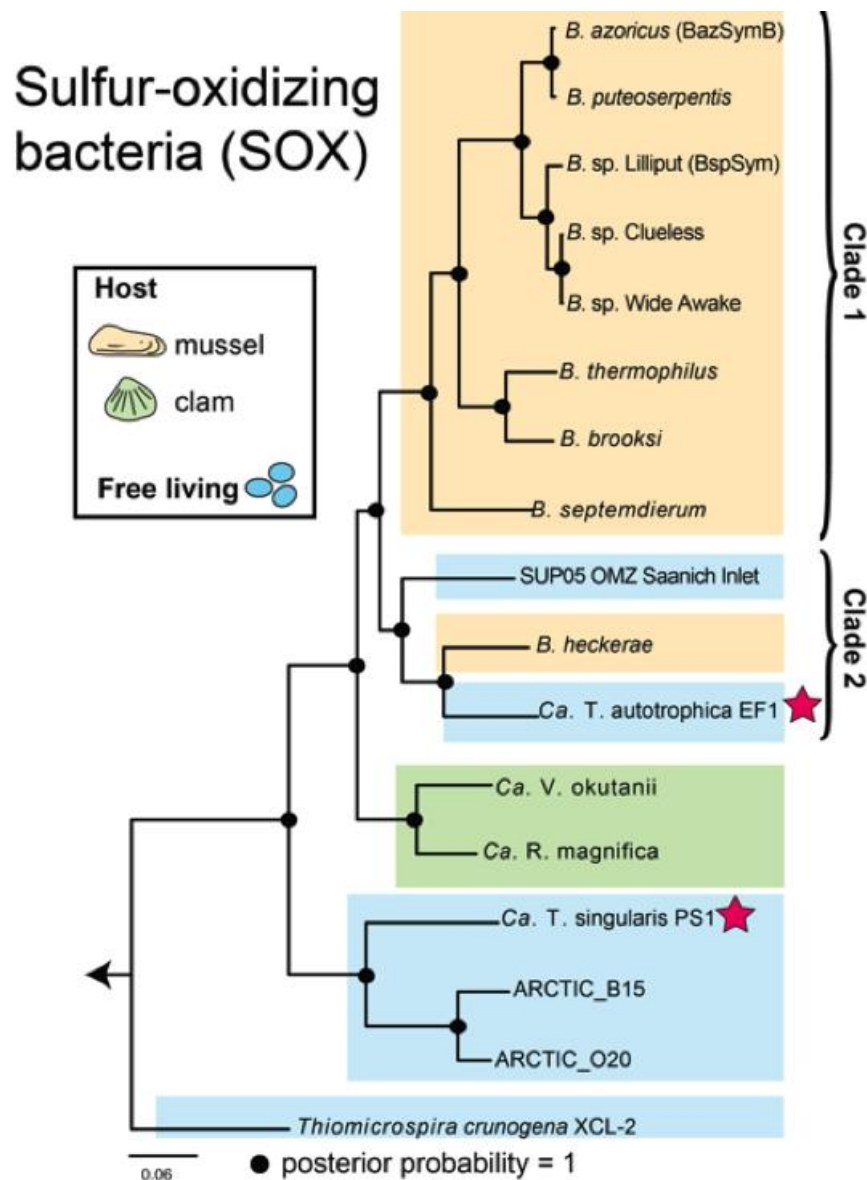 Sulfur-oxidizing
bacteria (SOX)
Host
mussel
clam
Free living
B. azoricus (BazSymB)
B. puteoserpentis
B. sp. Lilliput (BspSym)
B. sp. Clueless
B. sp. Wide Awake
B. thermophilus
B. brooksi
B. septemdierum
Clade 1
SUP05 OMZ Saanich Inlet
B. heckerae
Ca. T. autotrophica EF1
Clade 2
Ca. V. okutanii
Ca. R. magnifica
Ca. T. singularis PS1
ARCTIC_B15
ARCTIC_O20
Thiomicrospira crunogena XCL-2
0.06
posterior probability = 1